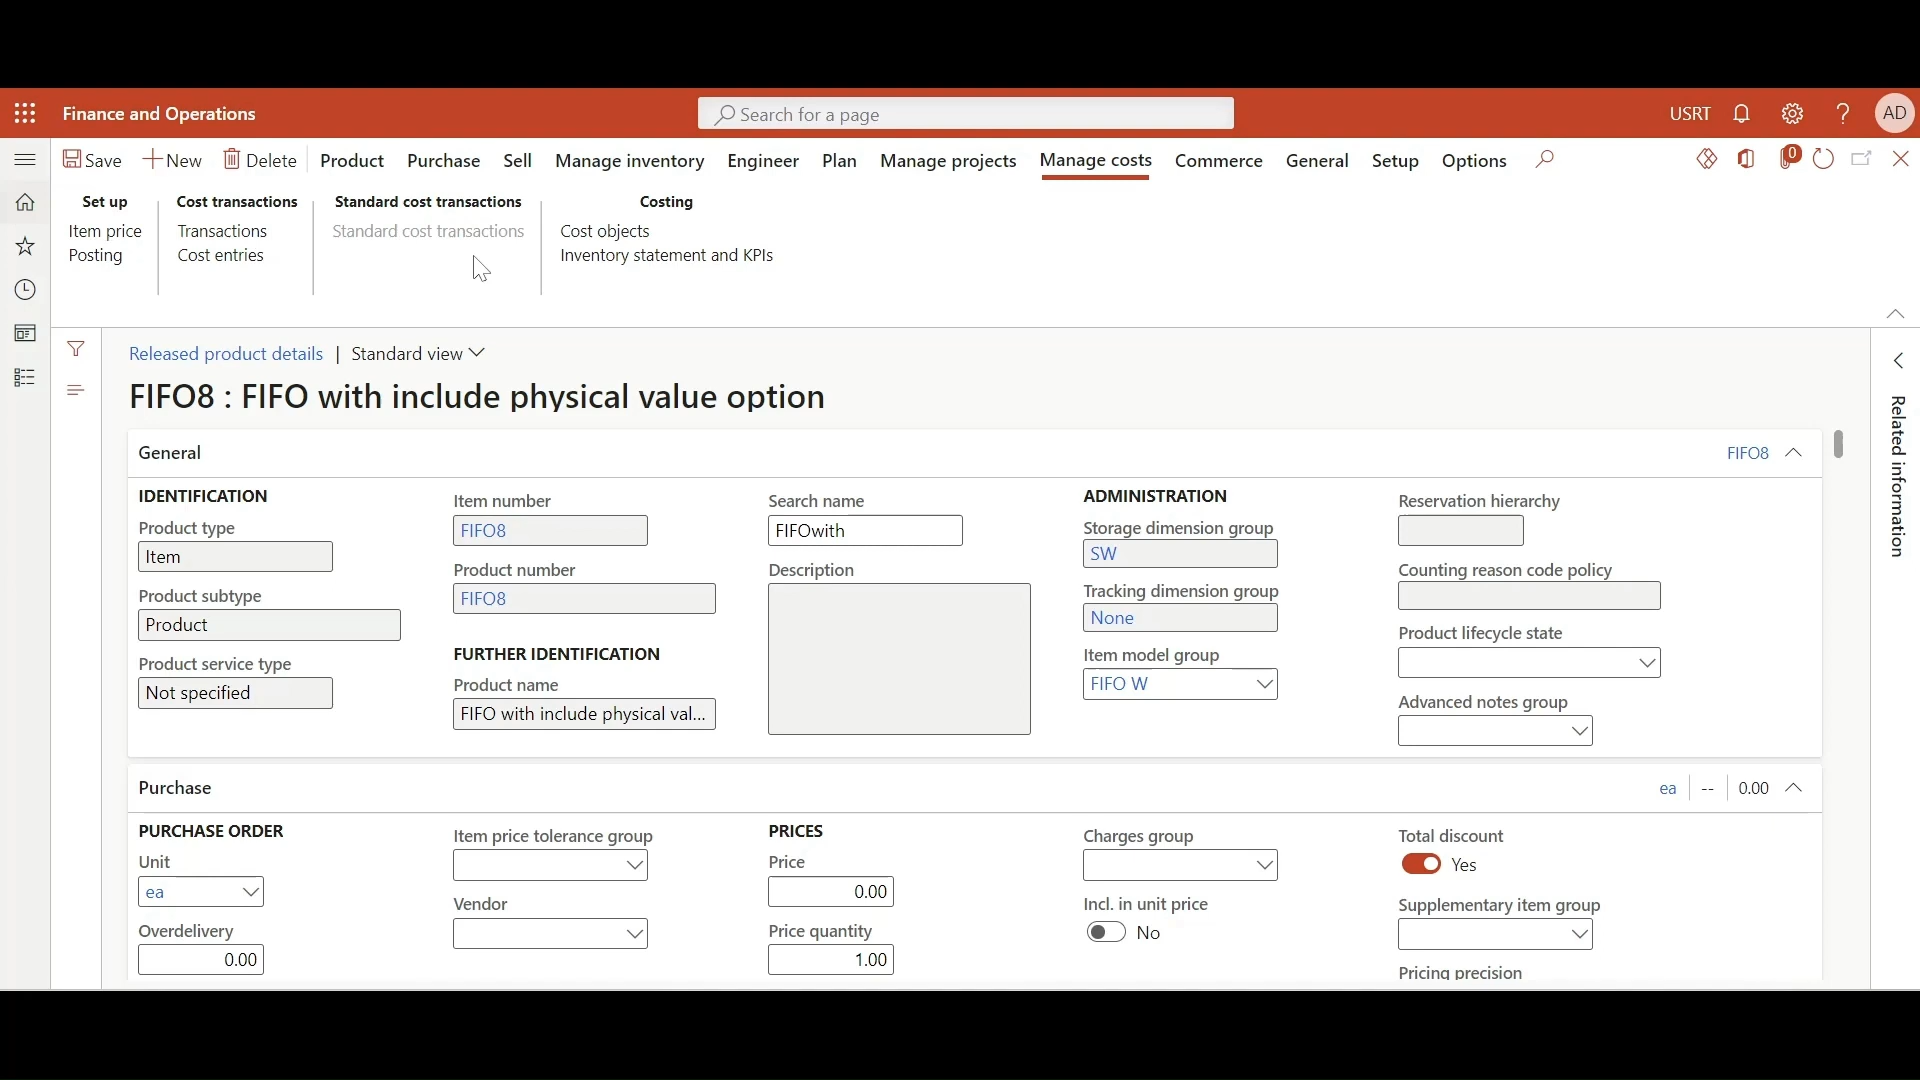 Finance and Operations
Search for a page
USRT
AD
Save
New
Delete
Product
Purchase
Sell
Manage inventory
Engineer
Plan
Manage projects
Manage costs
Commerce
General
Setup
Options
0
Set up
Item price
Posting
Cost transactions
Transactions
Cost entries
Standard cost transactions
Standard cost transactions
Costing
Cost objects
Inventory statement and KPIs
Released product details | Standard view
FIFO8 : FIFO with include physical value option
Related information
General
FIFO8
IDENTIFICATION
Product type
Item
Product subtype
Product
Product service type
Not specified
Item number
FIFO8
Product number
FIFO8
FURTHER IDENTIFICATION
Product name
FIFO with include physical val...
Search name
FIFOwith
Description
ADMINISTRATION
Storage dimension group
SW
Tracking dimension group
None
Item model group
FIFO W
Reservation hierarchy
Counting reason code policy
Product lifecycle state
Advanced notes group
Purchase
ea | -- | 0.00
PURCHASE ORDER
Unit
ea
Overdelivery
0.00
Item price tolerance group
Vendor
PRICES
Price
0.00
Price quantity
1.00
Charges group
Incl. in unit price
No
Total discount
Yes
Supplementary item group
Pricing precision